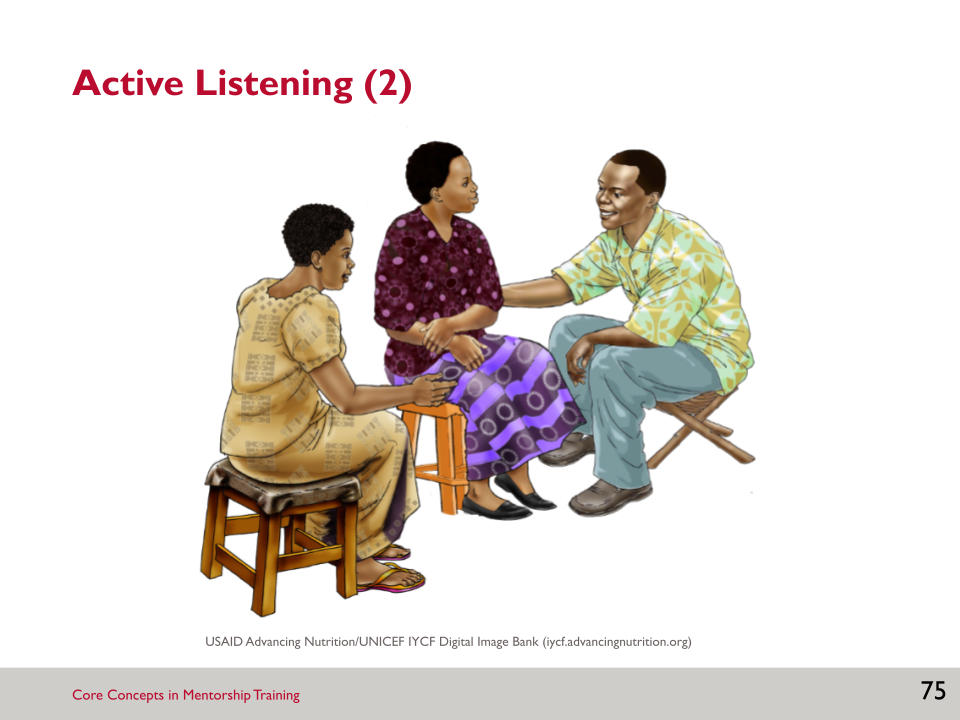 Active Listening (2)
USAID Advancing Nutrition/UNICEF IYCF Digital Image Bank (iycf.advancingnutrition.org)
Core Concepts in Mentorship Training
75